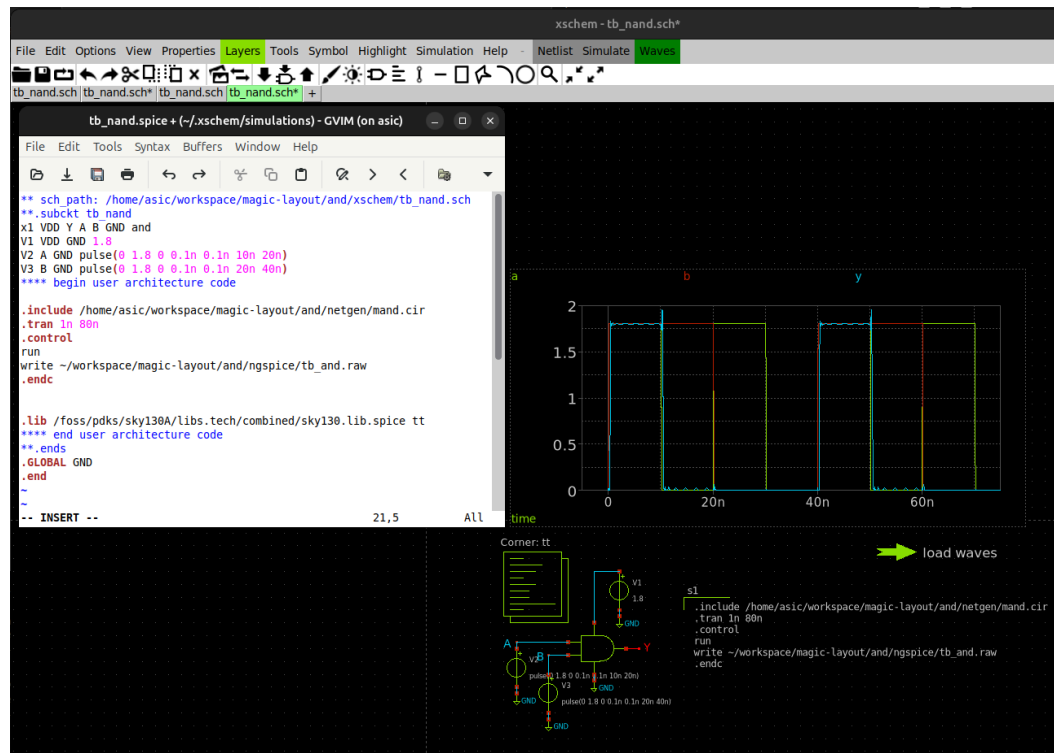 xschem - tb_nand.sch*
File Edit Options View Properties Layers Tools Symbol Highlight Simulation Help - Netlist Simulate Waves
tb_nand.sch tb_nand.sch* tb_nand.sch tb_nand.sch* +
tb_nand.spice + (~/.xschem/simulations) - GVIM (on asic)
File Edit Tools Syntax Buffers Window Help
** sch_path: /home/asic/workspace/magic-layout/and/xschem/tb_nand.sch
**.subckt tb_nand
x1 VDD Y A B GND and
V1 VDD GND 1.8
V2 A GND pulse(0 1.8 0 0.1n 0.1n 10n 20n)
V3 B GND pulse(0 1.8 0 0.1n 0.1n 20n 40n)
**** begin user architecture code
.include /home/asic/workspace/magic-layout/and/netgen/mand.cir
.tran 1n 80n
.control
run
write ~/workspace/magic-layout/and/ngspice/tb_and.raw
.endc
.lib /foss/pdks/sky130A/libs.tech/combined/sky130.lib.spice tt
**** end user architecture code
**.ends
.GLOBAL GND
.end
~
~
-- INSERT -- 21,5 All
a b y
2
1.5
1
0.5
0
0 20n 40n 60n
time
Corner: tt
load waves
V1
1.8
GND
s1
.include /home/asic/workspace/magic-layout/and/netgen/mand.cir
.tran 1n 80n
.control
run
write ~/workspace/magic-layout/and/ngspice/tb_and.raw
.endc
A
B
Y
V2
pulse(0 1.8 0 0.1n 0.1n 10n 20n)
GND
V3
GND
pulse(0 1.8 0 0.1n 0.1n 20n 40n)
GND